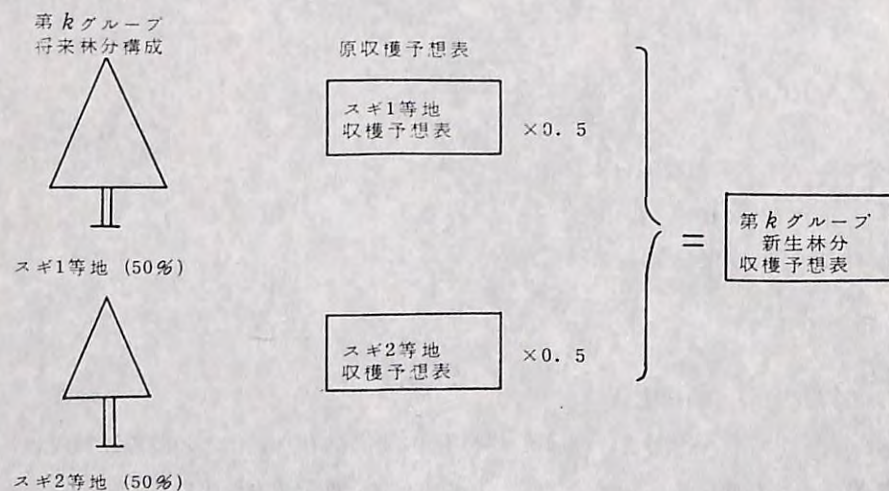 第kグループ
将来林分構成
原収穫予想表
スギ1等地
収穫予想表
×0.5
スギ1等地 (50%)
スギ2等地
収穫予想表
×0.5
スギ2等地 (50%)
=
第kグループ
新生林分
収穫予想表